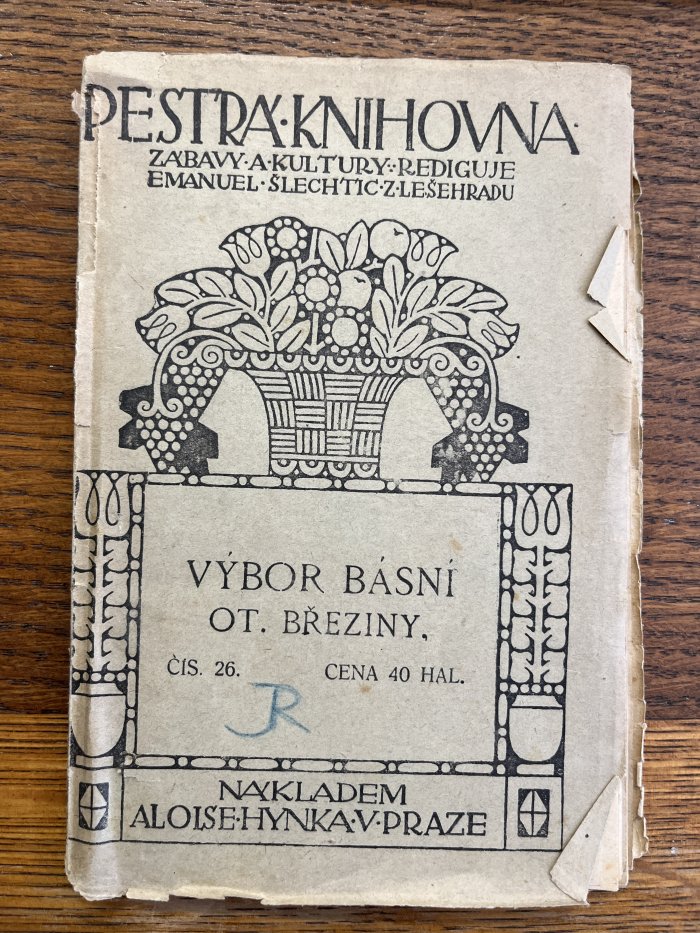 PESTRÁ·KNIHOVNA·
ZÁBAVY·A·KULTURY·:·REDIGUJE
EMANUEL·ŠLECHTIC·Z·LEŠEHRADU
VÝBOR BÁSNÍ
OT. BŘEZINY,
ČÍS. 26. CENA 40 HAL.
JR
NÁKLADEM
ALOISE·HYNKA·V·PRAZE